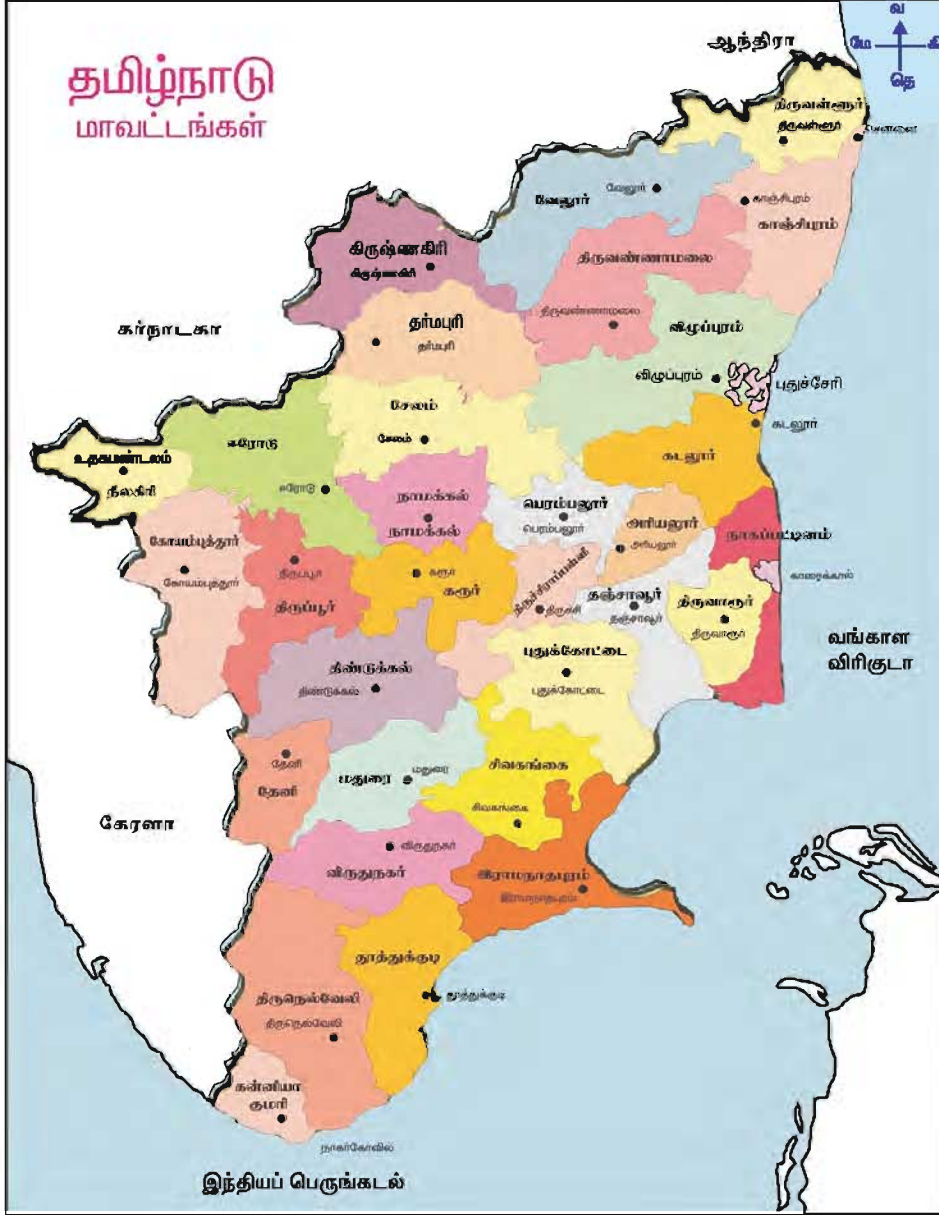 தமிழ்நாடு
மாவட்டங்கள்
ஆந்திரா
வ
மே
கி
தெ
திருவள்ளூர்
திருவள்ளூர்
சென்னை
வேலூர்
வேலூர்
காஞ்சிபுரம்
காஞ்சிபுரம்
கிருஷ்ணகிரி
கிருஷ்ணகிரி
திருவண்ணாமலை
திருவண்ணாமலை
கர்நாடகா
தர்மபுரி
தர்மபுரி
விழுப்புரம்
விழுப்புரம்
புதுச்சேரி
சேலம்
சேலம்
கடலூர்
கடலூர்
ஈரோடு
ஈரோடு
உதகமண்டலம்
நீலகிரி
நாமக்கல்
நாமக்கல்
பெரம்பலூர்
பெரம்பலூர்
அரியலூர்
அரியலூர்
நாகப்பட்டினம்
காரைக்கால்
கோயம்புத்தூர்
கோயம்புத்தூர்
திருப்பூர்
திருப்பூர்
கரூர்
கரூர்
திருச்சிராப்பள்ளி
திருச்சி
தஞ்சாவூர்
தஞ்சாவூர்
திருவாரூர்
திருவாரூர்
வங்காள
விரிகுடா
திண்டுக்கல்
திண்டுக்கல்
புதுக்கோட்டை
புதுக்கோட்டை
தேனி
தேனி
மதுரை
மதுரை
சிவகங்கை
சிவகங்கை
கேரளா
விருதுநகர்
விருதுநகர்
இராமநாதபுரம்
இராமநாதபுரம்
தூத்துக்குடி
தூத்துக்குடி
திருநெல்வேலி
திருநெல்வேலி
கன்னியா
குமரி
நாகர்கோவில்
இந்தியப் பெருங்கடல்